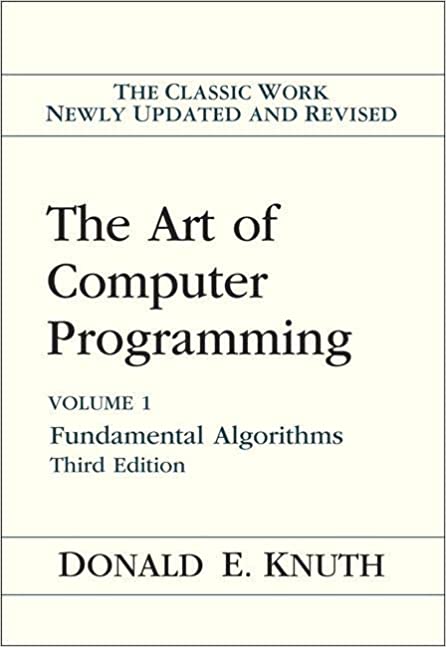 THE CLASSIC WORK
NEWLY UPDATED AND REVISED
The Art of
Computer
Programming
VOLUME 1
Fundamental Algorithms
Third Edition
DONALD E. KNUTH